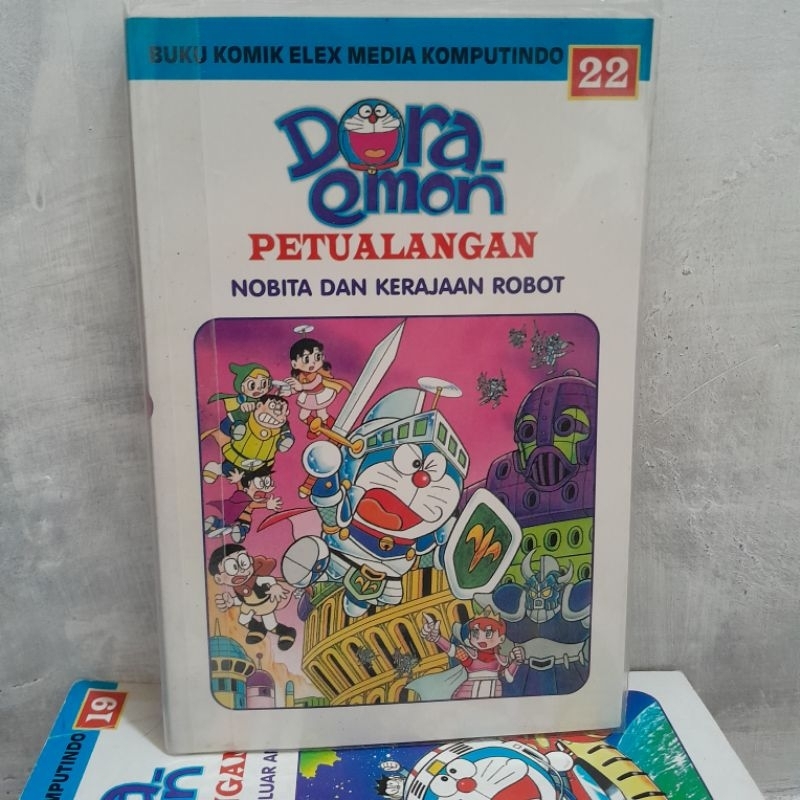 BUKU KOMIK ELEX MEDIA KOMPUTINDO 22
Dora
emon
PETUALANGAN
NOBITA DAN KERAJAAN ROBOT
19